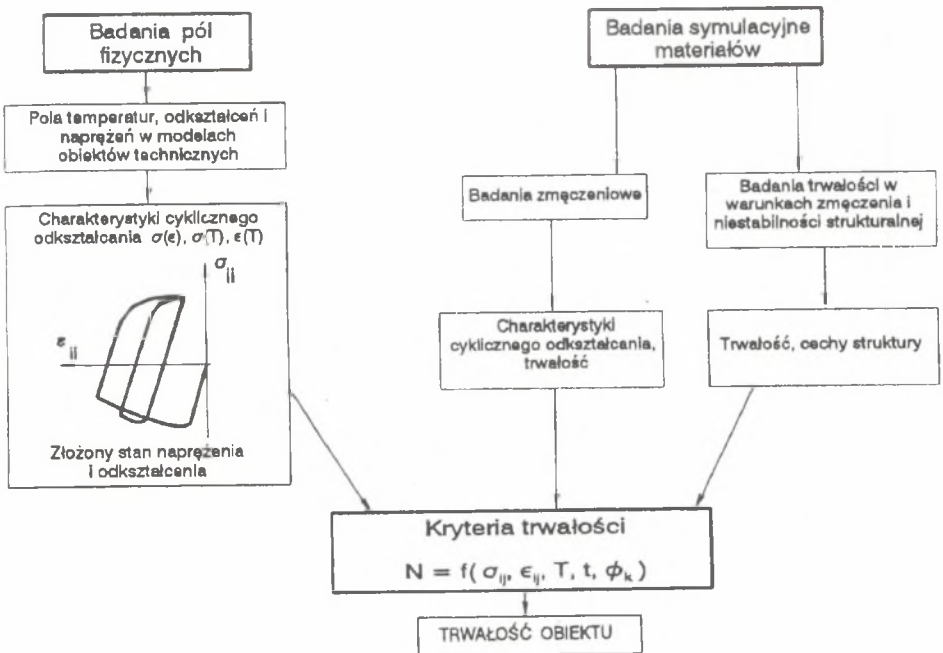 Badania pól
fizycznych
Pola temperatur, odkształceń i
naprężeń w modelach
obiektów technicznych
Charakterystyki cyklicznego
odkształcania σ(ϵ), σ(T), ϵ(T)
σ ii
ε ii
Złożony stan naprężenia
i odkształcenia
Badania symulacyjne
materiałów
Badania zmęczeniowe
Charakterystyki
cyklicznego odkształcania,
trwałość
Badania trwałości w
warunkach zmęczenia i
niestabilności strukturalnej
Trwałość, cechy struktury
Kryteria trwałości
N = f( σij, ϵij, T, t, ϕk )
TRWAŁOŚĆ OBIEKTU